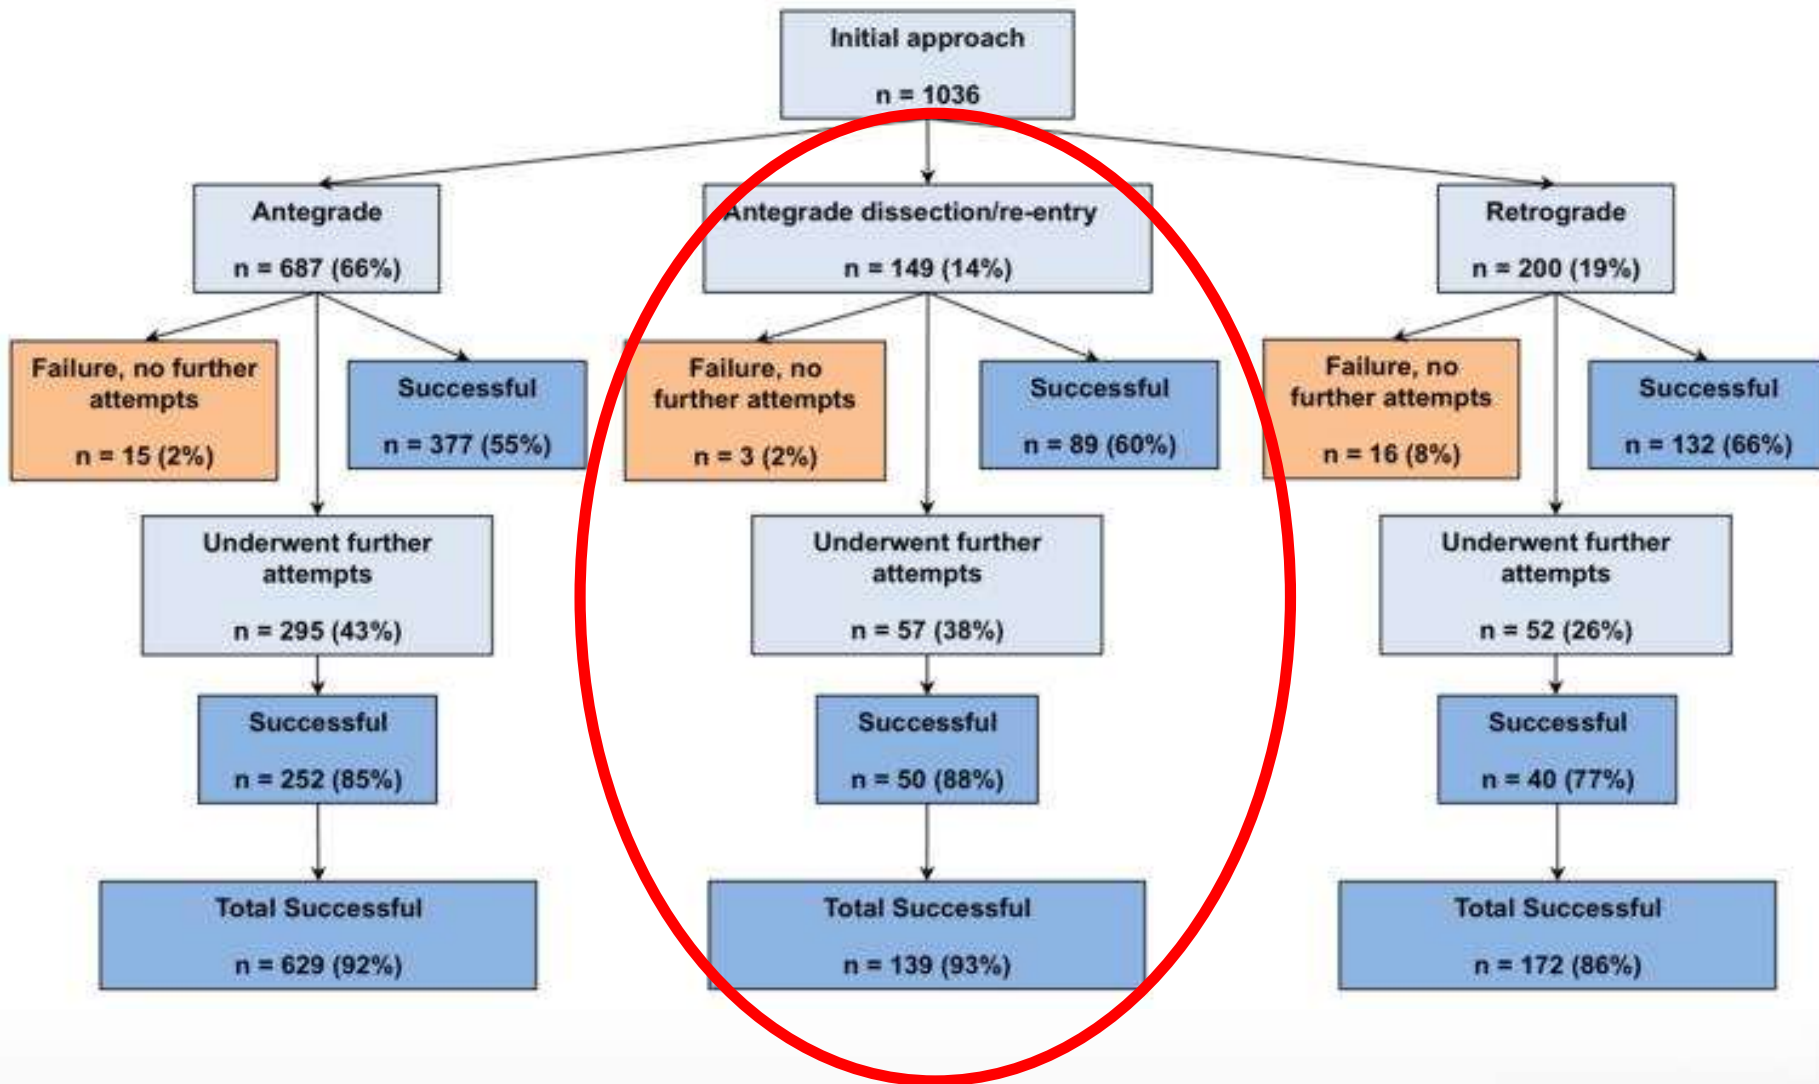 Initial approach
n = 1036
Antegrade
n = 687 (66%)
Antegrade dissection/re-entry
n = 149 (14%)
Retrograde
n = 200 (19%)
Failure, no further
attempts
n = 15 (2%)
Successful
n = 377 (55%)
Failure, no
further attempts
n = 3 (2%)
Successful
n = 89 (60%)
Failure, no
further attempts
n = 16 (8%)
Successful
n = 132 (66%)
Underwent further
attempts
n = 295 (43%)
Underwent further
attempts
n = 57 (38%)
Underwent further
attempts
n = 52 (26%)
Successful
n = 252 (85%)
Successful
n = 50 (88%)
Successful
n = 40 (77%)
Total Successful
n = 629 (92%)
Total Successful
n = 139 (93%)
Total Successful
n = 172 (86%)